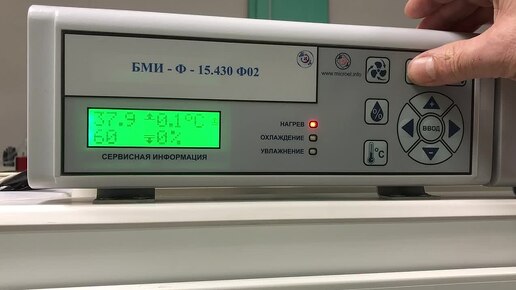 БМИ - Ф - 15.430 Ф02
www.microel.info
37.9 ±0.1°C
60 ∓0%
НАГРЕВ
ОХЛАЖДЕНИЕ
УВЛАЖНЕНИЕ
СЕРВИСНАЯ ИНФОРМАЦИЯ
%
ВВОД
°C